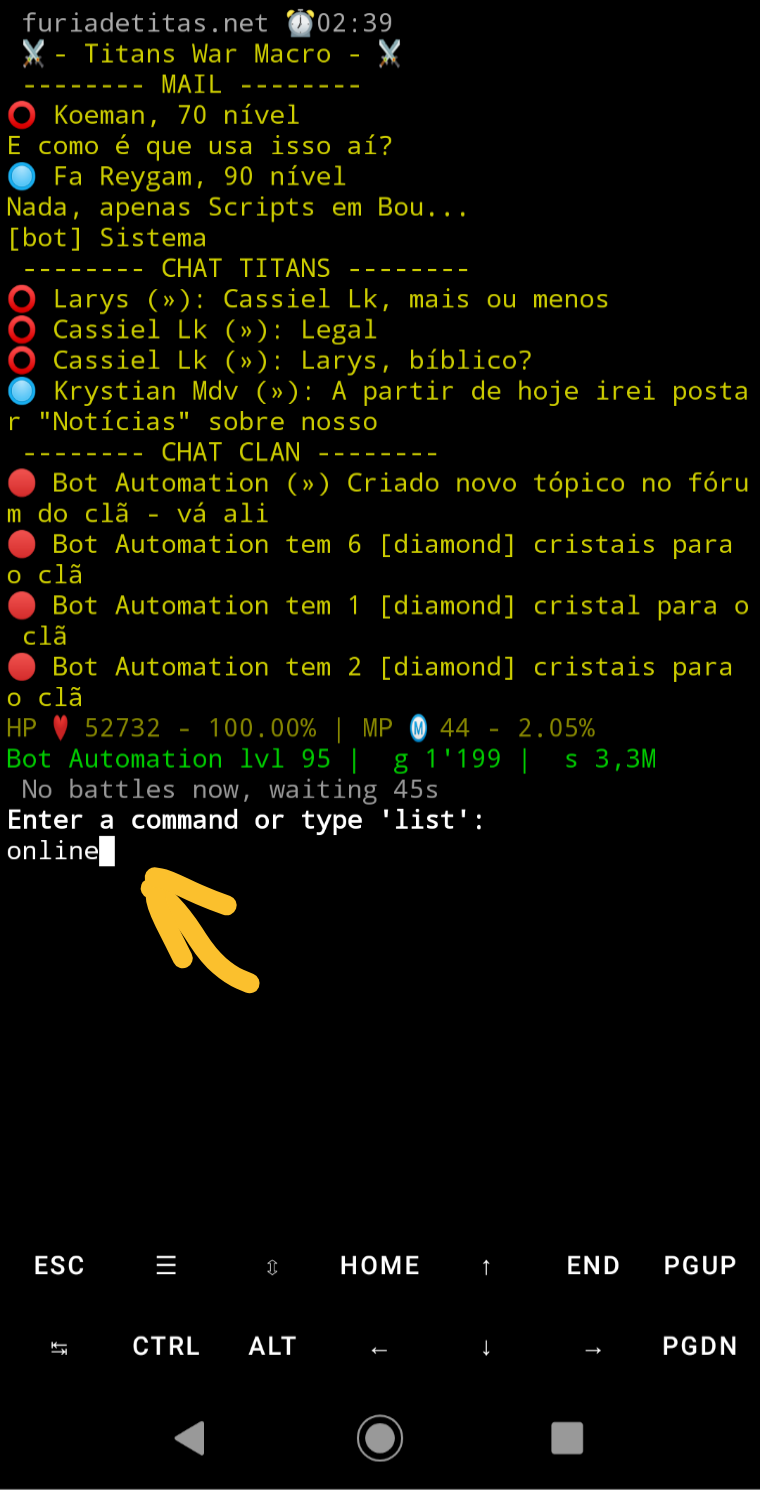 furiadetitas.net ⏰02:39
⚔️- Titans War Macro - ⚔️
-------- MAIL --------
⭕ Koeman, 70 nível
E como é que usa isso aí?
🔵 Fa Reygam, 90 nível
Nada, apenas Scripts em Bou...
[bot] Sistema
-------- CHAT TITANS --------
⭕ Larys (»): Cassiel Lk, mais ou menos
⭕ Cassiel Lk (»): Legal
⭕ Cassiel Lk (»): Larys, bíblico?
🔵 Krystian Mdv (»): A partir de hoje irei posta
r "Notícias" sobre nosso
-------- CHAT CLAN --------
🔴 Bot Automation (») Criado novo tópico no fóru
m do clã - vá ali
🔴 Bot Automation tem 6 [diamond] cristais para
o clã
🔴 Bot Automation tem 1 [diamond] cristal para o
clã
🔴 Bot Automation tem 2 [diamond] cristais para
o clã
HP ♥ 52732 - 100.00% | MP Ⓜ 44 - 2.05%
Bot Automation lvl 95 | g 1'199 | s 3,3M
No battles now, waiting 45s
Enter a command or type 'list':
online
ESC ☰ ⇳ HOME ↑ END PGUP
↹ CTRL ALT ← ↓ → PGDN